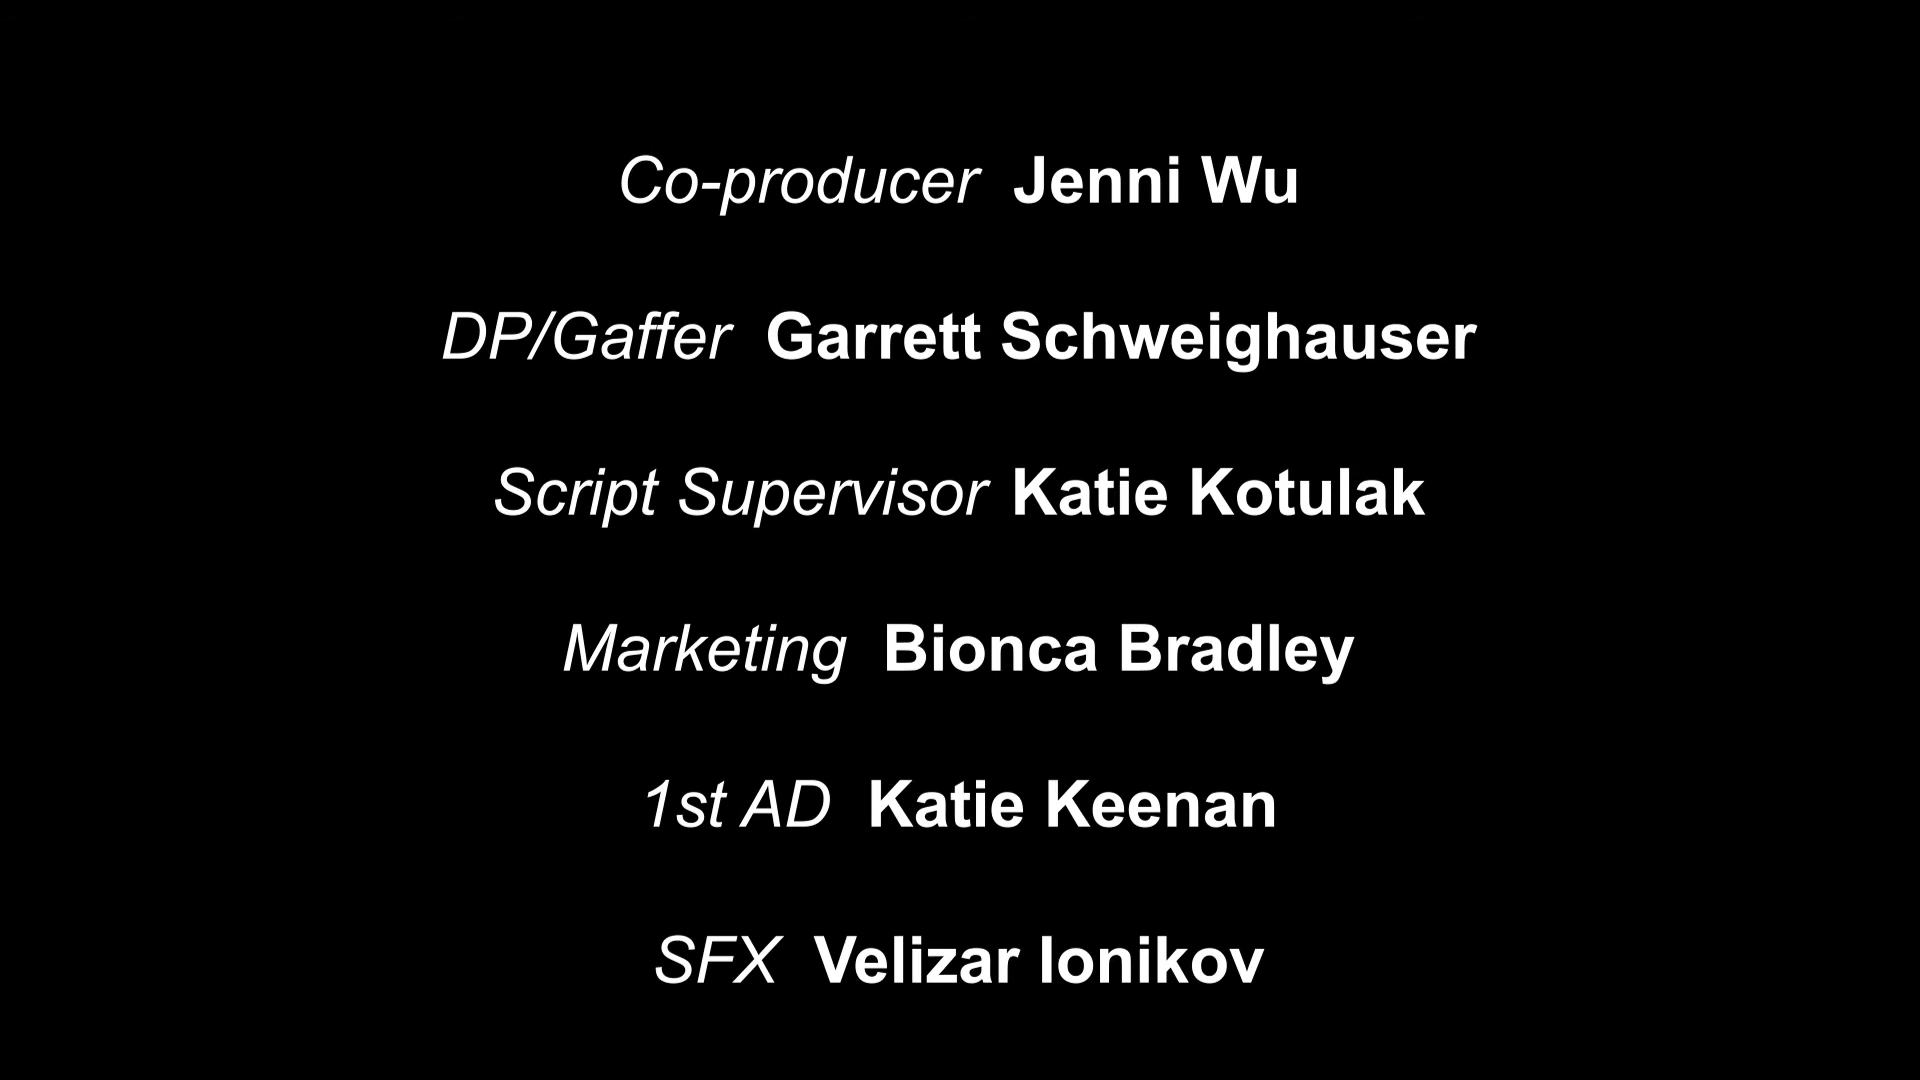 Co-producer Jenni Wu
DP/Gaffer Garrett Schweighauser
Script Supervisor Katie Kotulak
Marketing Bionca Bradley
1st AD Katie Keenan
SFX Velizar Ionikov